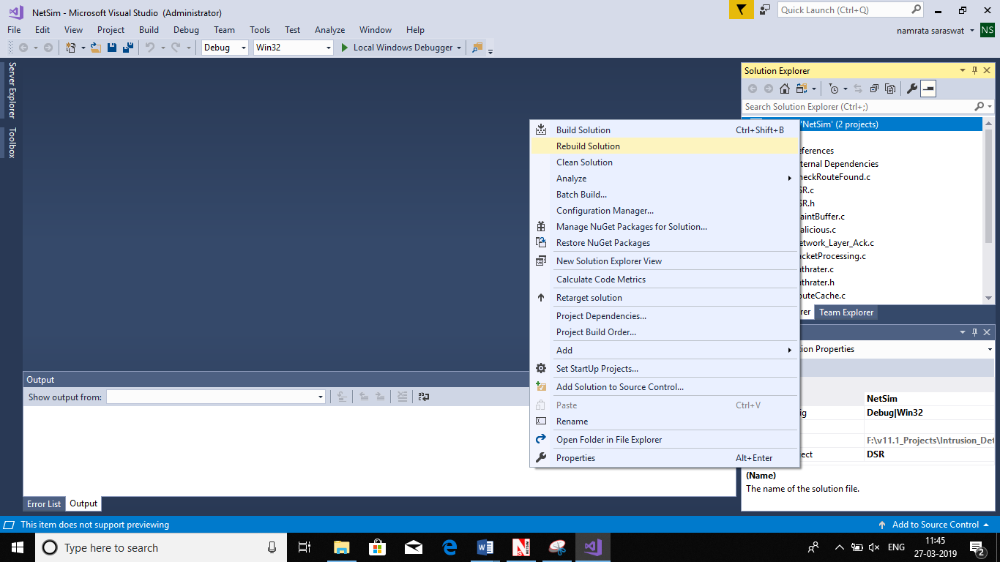 NetSim - Microsoft Visual Studio (Administrator)
Quick Launch (Ctrl+Q)
File Edit View Project Build Debug Team Tools Test Analyze Window Help
namrata saraswat NS
Debug Win32 Local Windows Debugger
Server Explorer
Toolbox
Solution Explorer
Search Solution Explorer (Ctrl+;)
'NetSim' (2 projects)
eferences
ternal Dependencies
heckRouteFound.c
SR.c
SR.h
aintBuffer.c
alicious.c
etwork_Layer_Ack.c
acketProcessing.c
athrater.c
athrater.h
outeCache.c
rer Team Explorer
Build Solution Ctrl+Shift+B
Rebuild Solution
Clean Solution
Analyze
Batch Build...
Configuration Manager...
Manage NuGet Packages for Solution...
Restore NuGet Packages
New Solution Explorer View
Calculate Code Metrics
Retarget solution
Project Dependencies...
Project Build Order...
Add
Set StartUp Projects...
Add Solution to Source Control...
Paste Ctrl+V
Rename
Open Folder in File Explorer
Properties Alt+Enter
ion Properties
NetSim
ig Debug|Win32
F:\v11.1_Projects\Intrusion_Det
ect DSR
(Name)
The name of the solution file.
Output
Show output from:
Error List Output
This item does not support previewing
Add to Source Control
Type here to search
ENG
11:45
27-03-2019
2